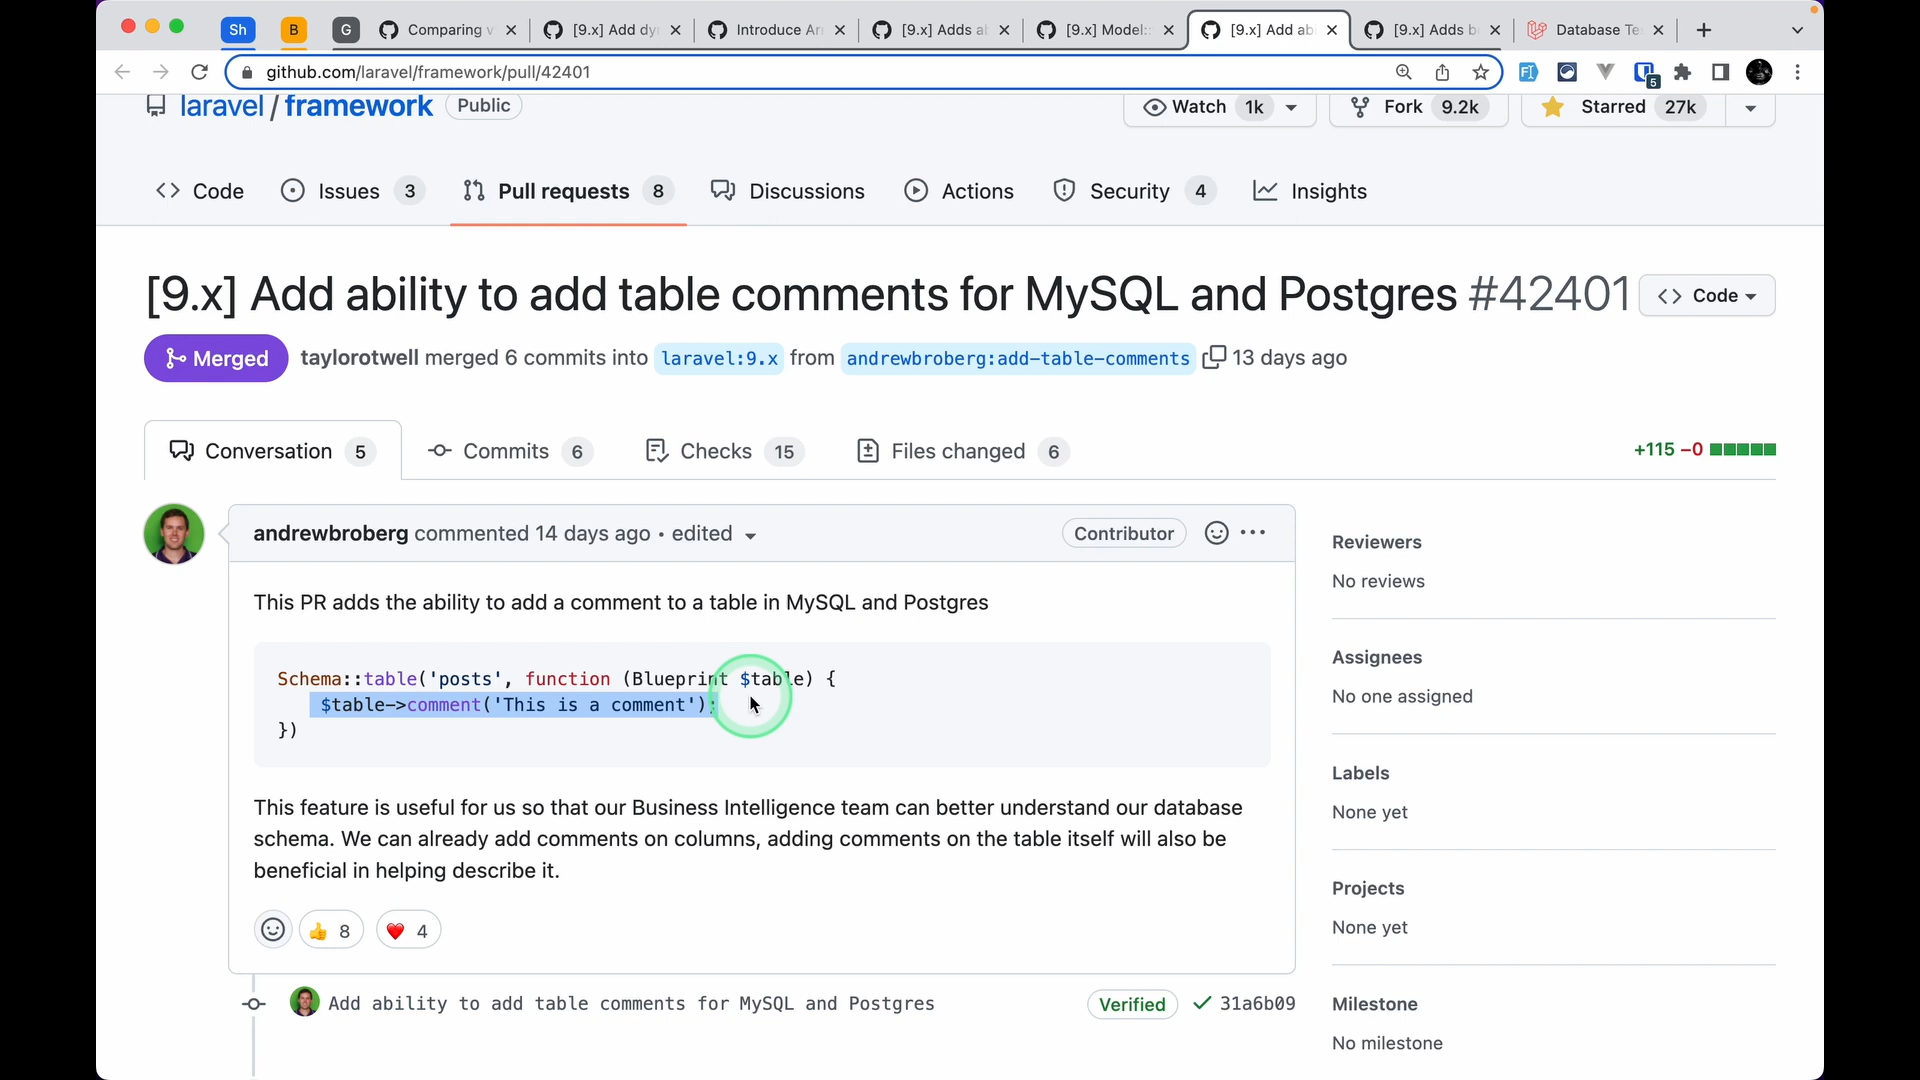 Sh
B
G
Comparing v
[9.x] Add dy
Introduce Ar
[9.x] Adds a
[9.x] Model::
[9.x] Add ab
[9.x] Adds b
Database Te
github.com/laravel/framework/pull/42401
5
laravel / framework Public
Watch 1k
Fork 9.2k
Starred 27k
Code
Issues 3
Pull requests 8
Discussions
Actions
Security 4
Insights
[9.x] Add ability to add table comments for MySQL and Postgres #42401
Code
Merged
taylorotwell merged 6 commits into laravel:9.x from andrewbroberg:add-table-comments 13 days ago
Conversation 5
Commits 6
Checks 15
Files changed 6
+115 −0
andrewbroberg commented 14 days ago • edited
Contributor
This PR adds the ability to add a comment to a table in MySQL and Postgres
Schema::table('posts', function (Blueprint $table) {
$table->comment('This is a comment');
})
This feature is useful for us so that our Business Intelligence team can better understand our database
schema. We can already add comments on columns, adding comments on the table itself will also be
beneficial in helping describe it.
👍 8
❤️ 4
Add ability to add table comments for MySQL and Postgres
Verified
31a6b09
Reviewers
No reviews
Assignees
No one assigned
Labels
None yet
Projects
None yet
Milestone
No milestone